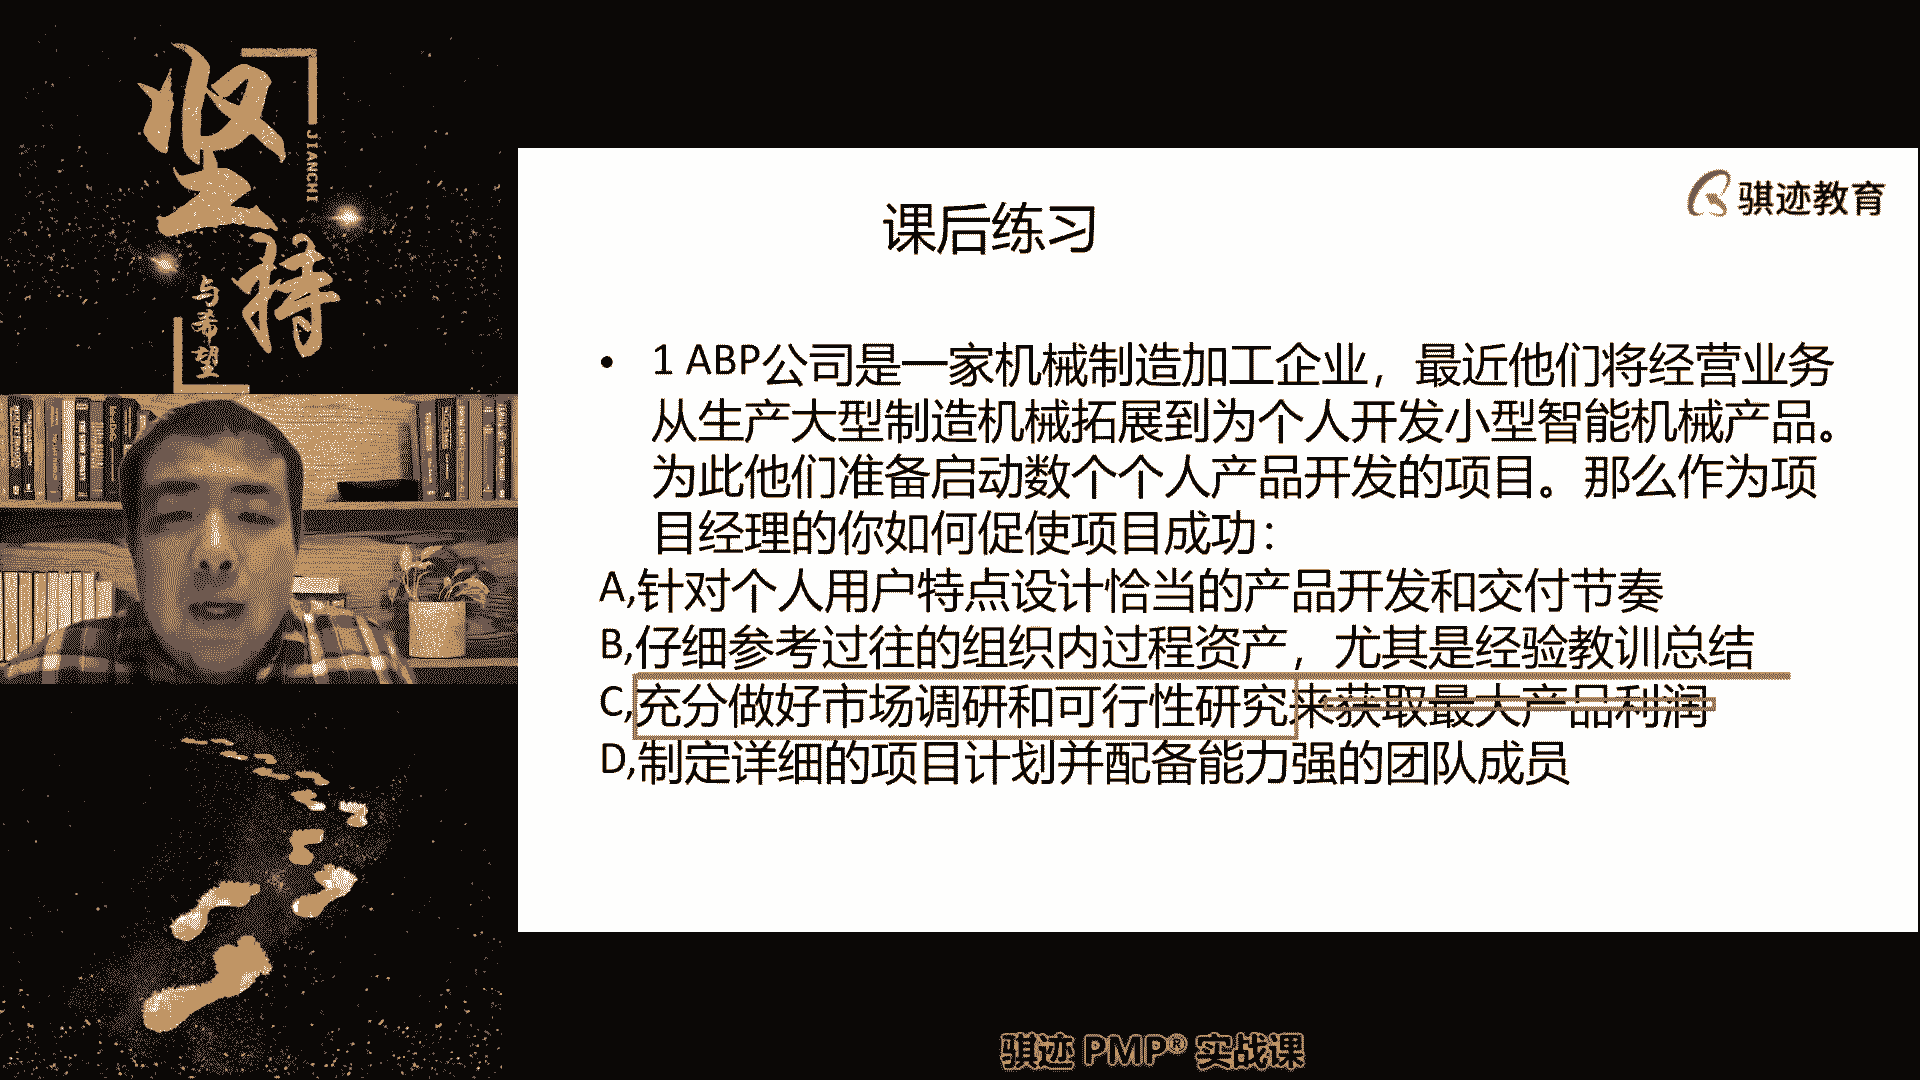 坚持
JIANCHI
与希望
骐迹教育
课后练习
• 1 ABP公司是一家机械制造加工企业，最近他们将经营业务
从生产大型制造机械拓展到为个人开发小型智能机械产品。
为此他们准备启动数个个人产品开发的项目。那么作为项
目经理的你如何促使项目成功：
A,针对个人用户特点设计恰当的产品开发和交付节奏
B,仔细参考过往的组织内过程资产，尤其是经验教训总结
C,充分做好市场调研和可行性研究来获取最大产品利润
D,制定详细的项目计划并配备能力强的团队成员
骐迹 PMP® 实战课